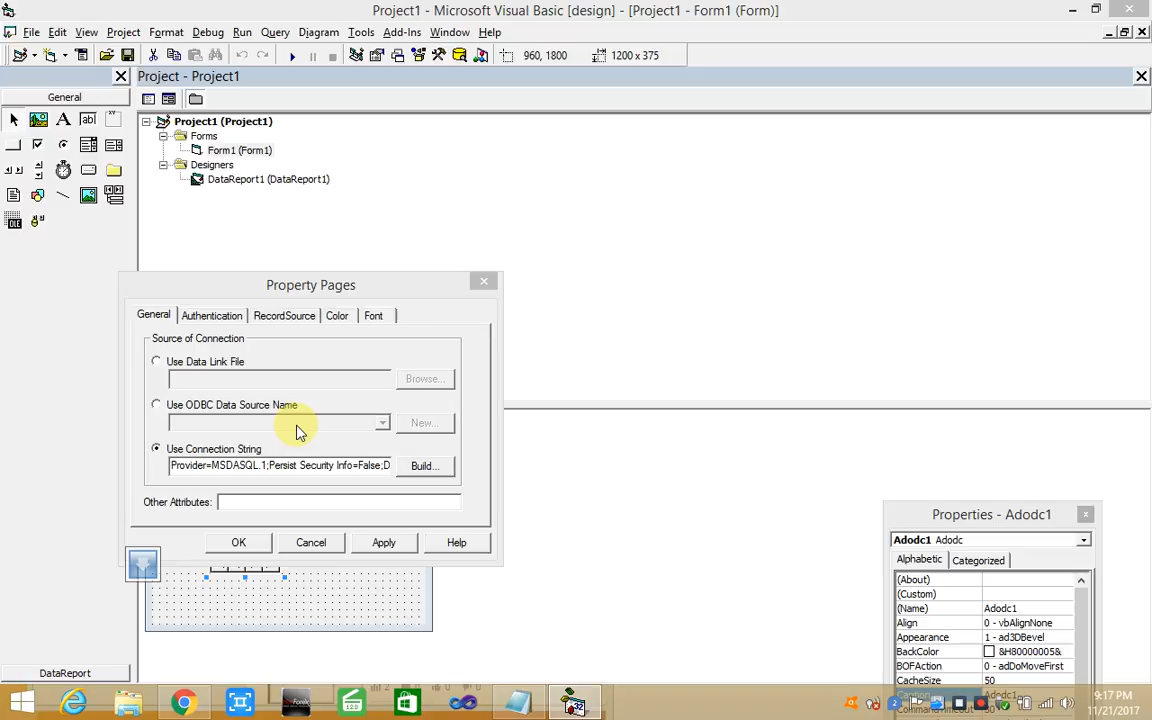 Project1 - Microsoft Visual Basic [design] - [Project1 - Form1 (Form)]
File Edit View Project Format Debug Run Query Diagram Tools Add-Ins Window Help
960, 1800 1200 x 375
Project - Project1
General
Project1 (Project1)
Forms
Form1 (Form1)
Designers
DataReport1 (DataReport1)
Property Pages
General Authentication RecordSource Color Font
Source of Connection
Use Data Link File
Browse...
Use ODBC Data Source Name
New...
Use Connection String
Provider=MSDASQL.1;Persist Security Info=False;D
Build...
Other Attributes:
OK Cancel Apply Help
Properties - Adodc1
Adodc1 Adodc
Alphabetic Categorized
(About)
(Custom)
(Name) Adodc1
Align 0 - vbAlignNone
Appearance 1 - ad3DBevel
BackColor &H80000005&
BOFAction 0 - adDoMoveFirst
CacheSize 50
Caption Adodc1
DataReport
9:17 PM
11/21/2017